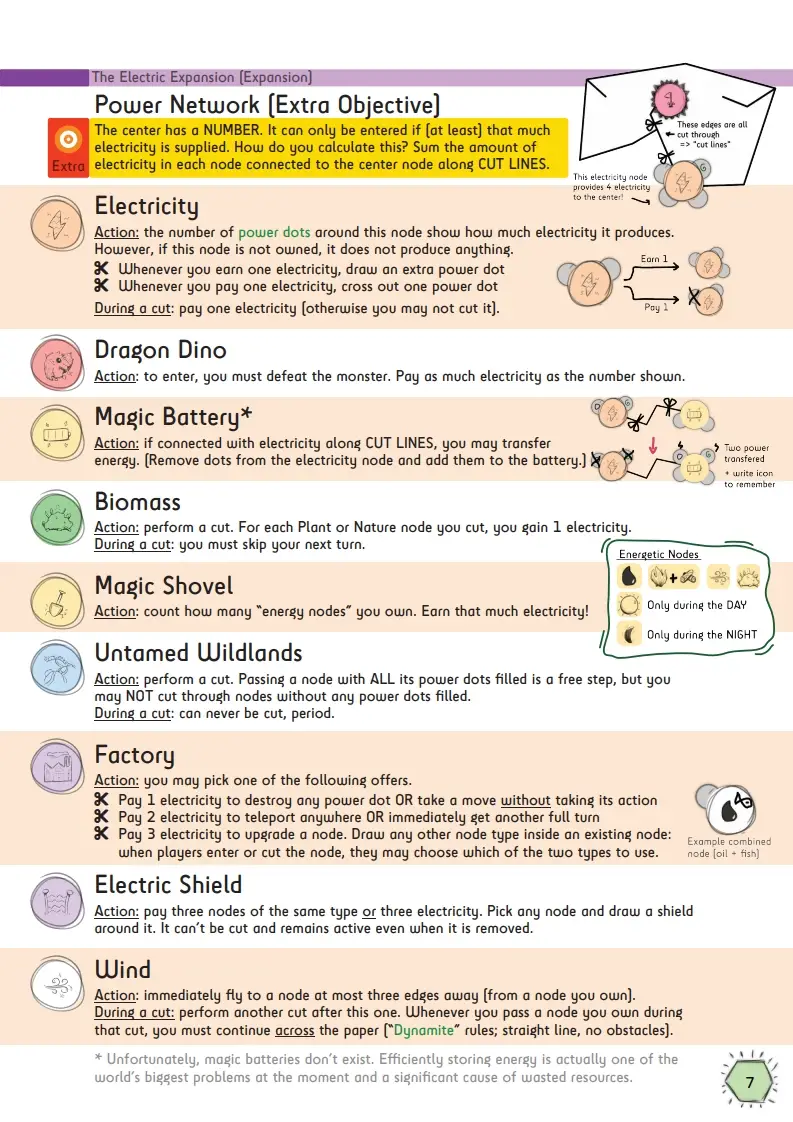 The Electric Expansion (Expansion)
Power Network (Extra Objective)
Extra
The center has a NUMBER. It can only be entered if (at least) that much
electricity is supplied. How do you calculate this? Sum the amount of
electricity in each node connected to the center node along CUT LINES.
These edges are all
cut through
=> "cut lines"
This electricity node
provides 4 electricity
to the center!
Electricity
Action: the number of power dots around this node show how much electricity it produces.
However, if this node is not owned, it does not produce anything.
Whenever you earn one electricity, draw an extra power dot
Whenever you pay one electricity, cross out one power dot
During a cut: pay one electricity (otherwise you may not cut it).
Earn 1
Pay 1
Dragon Dino
Action: to enter, you must defeat the monster. Pay as much electricity as the number shown.
Magic Battery*
Action: if connected with electricity along CUT LINES, you may transfer
energy. (Remove dots from the electricity node and add them to the battery.)
Two power
transfered
+ write icon
to remember
Biomass
Action: perform a cut. For each Plant or Nature node you cut, you gain 1 electricity.
During a cut: you must skip your next turn.
Energetic Nodes
+
Only during the DAY
Only during the NIGHT
Magic Shovel
Action: count how many “energy nodes” you own. Earn that much electricity!
Untamed Wildlands
Action: perform a cut. Passing a node with ALL its power dots filled is a free step, but you
may NOT cut through nodes without any power dots filled.
During a cut: can never be cut, period.
Factory
Action: you may pick one of the following offers.
Pay 1 electricity to destroy any power dot OR take a move without taking its action
Pay 2 electricity to teleport anywhere OR immediately get another full turn
Pay 3 electricity to upgrade a node. Draw any other node type inside an existing node:
when players enter or cut the node, they may choose which of the two types to use.
Example combined
node (oil + fish)
Electric Shield
Action: pay three nodes of the same type or three electricity. Pick any node and draw a shield
around it. It can’t be cut and remains active even when it is removed.
Wind
Action: immediately fly to a node at most three edges away (from a node you own).
During a cut: perform another cut after this one. Whenever you pass a node you own during
that cut, you must continue across the paper (“Dynamite” rules; straight line, no obstacles).
* Unfortunately, magic batteries don’t exist. Efficiently storing energy is actually one of the
world’s biggest problems at the moment and a significant cause of wasted resources.
7